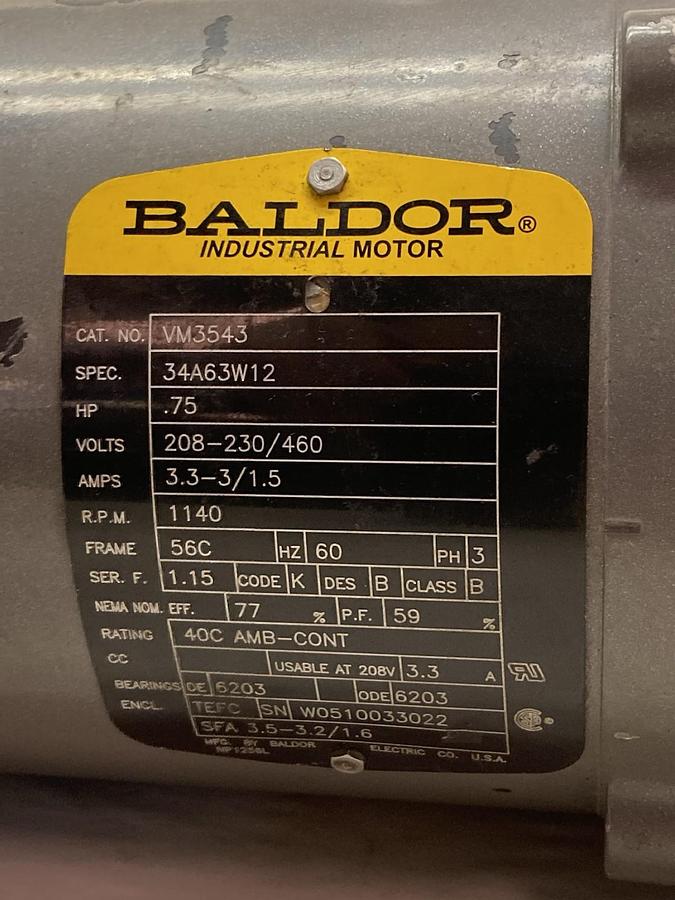 BALDOR®
INDUSTRIAL MOTOR
CAT. NO. VM3543
SPEC. 34A63W12
HP .75
VOLTS 208-230/460
AMPS 3.3-3/1.5
R.P.M. 1140
FRAME 56C HZ 60 PH 3
SER. F. 1.15 CODE K DES B CLASS B
NEMA NOM. EFF. 77 % P.F. 59 %
RATING 40C AMB-CONT
CC USABLE AT 208V 3.3 A
BEARINGS DE 6203 ODE 6203
ENCL. TEFC SN W0510033022
SFA 3.5-3.2/1.6
MFG. BY BALDOR ELECTRIC CO. U.S.A.
MP1256L